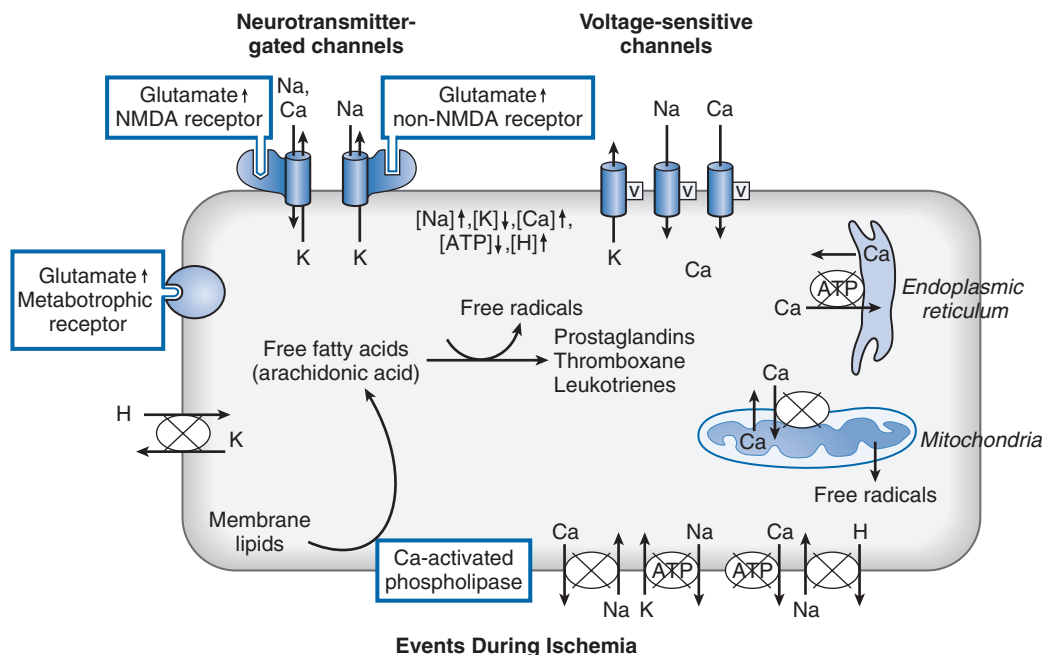 Neurotransmitter-
gated channels
Voltage-sensitive
channels
Glutamate ↑
NMDA receptor
Na,
Ca
Na
Glutamate ↑
non-NMDA receptor
Na
Ca
V
V
V
K
K
K
[Na]↑,[K]↓,[Ca]↑,
[ATP]↓,[H]↑
Ca
Glutamate ↑
Metabotrophic
receptor
Ca
ATP
Ca
Endoplasmic
reticulum
Free radicals
Free fatty acids
(arachidonic acid)
Prostaglandins
Thromboxane
Leukotrienes
H
K
Ca
Ca
Mitochondria
Free radicals
Membrane
lipids
Ca-activated
phospholipase
Ca
Na
K
ATP
Na
ATP
Ca
Na
H
Events During Ischemia